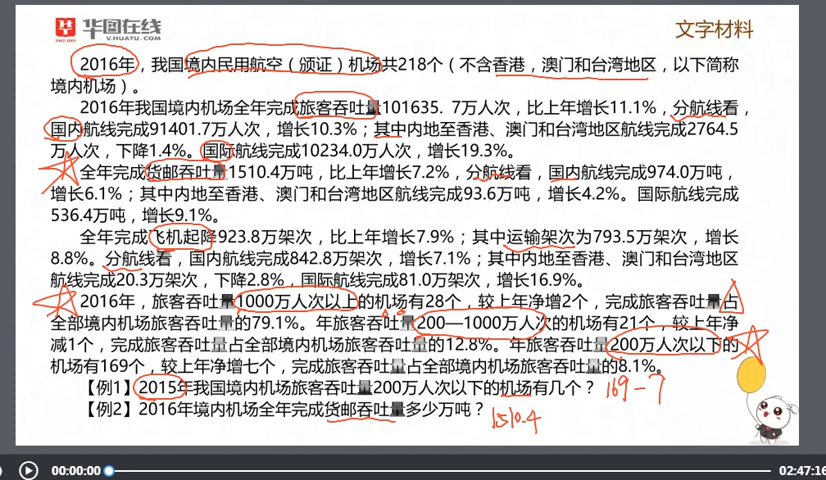 华图在线
V.HUATU.COM
文字材料
2016年，我国境内民用航空（颁证）机场共218个（不含香港，澳门和台湾地区，以下简称
境内机场）。
2016年我国境内机场全年完成旅客吞吐量101635.7万人次，比上年增长11.1%，分航线看，
国内航线完成91401.7万人次，增长10.3%；其中内地至香港、澳门和台湾地区航线完成2764.5
万人次，下降1.4%。国际航线完成10234.0万人次，增长19.3%。
全年完成货邮吞吐量1510.4万吨，比上年增长7.2%，分航线看，国内航线完成974.0万吨，
增长6.1%；其中内地至香港、澳门和台湾地区航线完成93.6万吨，增长4.2%。国际航线完成
536.4万吨，增长9.1%。
全年完成飞机起降923.8万架次，比上年增长7.9%；其中运输架次为793.5万架次，增长
8.8%。分航线看，国内航线完成842.8万架次，增长7.1%；其中内地至香港、澳门和台湾地区
航线完成20.3万架次，下降2.8%，国际航线完成81.0万架次，增长16.9%。
2016年，旅客吞吐量1000万人次以上的机场有28个，较上年净增2个，完成旅客吞吐量占
全部境内机场旅客吞吐量的79.1%。年旅客吞吐量200—1000万人次的机场有21个，较上年净
减1个，完成旅客吞吐量占全部境内机场旅客吞吐量的12.8%。年旅客吞吐量200万人次以下的
机场有169个，较上年净增七个，完成旅客吞吐量占全部境内机场旅客吞吐量的8.1%。
【例1】2015年我国境内机场旅客吞吐量200万人次以下的机场有几个？ 169-7
【例2】2016年境内机场全年完成货邮吞吐量多少万吨？ 1510.4
00:00:00
02:47:16